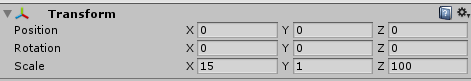 Transform
Position X 0 Y 0 Z 0
Rotation X 0 Y 0 Z 0
Scale X 15 Y 1 Z 100